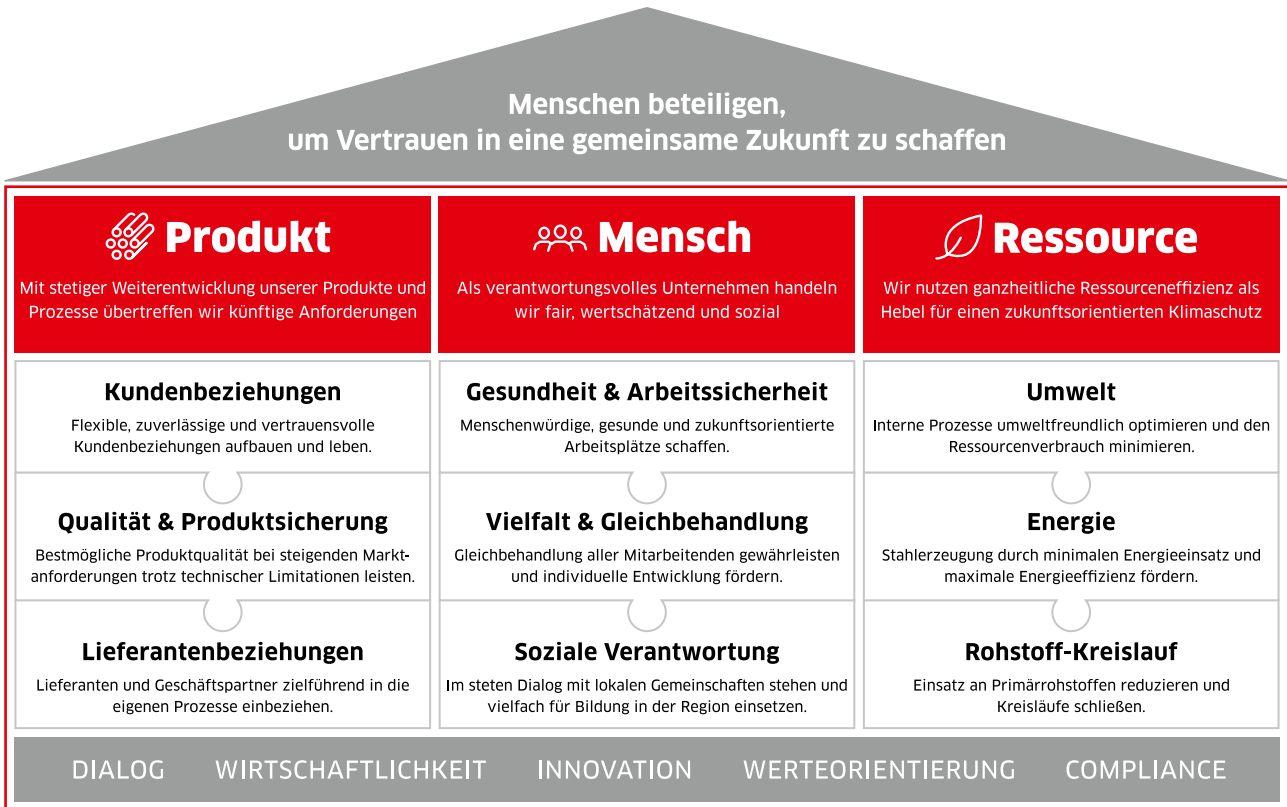 Menschen beteiligen,
um Vertrauen in eine gemeinsame Zukunft zu schaffen
Produkt
Mit stetiger Weiterentwicklung unserer Produkte und
Prozesse übertreffen wir künftige Anforderungen
Mensch
Als verantwortungsvolles Unternehmen handeln
wir fair, wertschätzend und sozial
Ressource
Wir nutzen ganzheitliche Ressourceneffizienz als
Hebel für einen zukunftsorientierten Klimaschutz
Kundenbeziehungen
Flexible, zuverlässige und vertrauensvolle
Kundenbeziehungen aufbauen und leben.
Gesundheit & Arbeitssicherheit
Menschenwürdige, gesunde und zukunftsorientierte
Arbeitsplätze schaffen.
Umwelt
Interne Prozesse umweltfreundlich optimieren und den
Ressourcenverbrauch minimieren.
Qualität & Produktsicherung
Bestmögliche Produktqualität bei steigenden Markt-
anforderungen trotz technischer Limitationen leisten.
Vielfalt & Gleichbehandlung
Gleichbehandlung aller Mitarbeitenden gewährleisten
und individuelle Entwicklung fördern.
Energie
Stahlerzeugung durch minimalen Energieeinsatz und
maximale Energieeffizienz fördern.
Lieferantenbeziehungen
Lieferanten und Geschäftspartner zielführend in die
eigenen Prozesse einbeziehen.
Soziale Verantwortung
Im steten Dialog mit lokalen Gemeinschaften stehen und
vielfach für Bildung in der Region einsetzen.
Rohstoff-Kreislauf
Einsatz an Primärrohstoffen reduzieren und
Kreisläufe schließen.
DIALOG WIRTSCHAFTLICHKEIT INNOVATION WERTEORIENTIERUNG COMPLIANCE